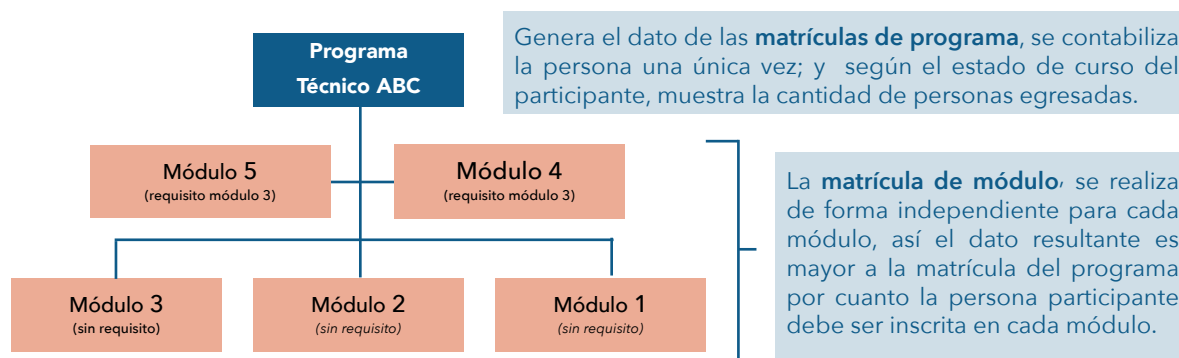 Programa
Técnico ABC
Genera el dato de las matrículas de programa, se contabiliza
la persona una única vez; y según el estado de curso del
participante, muestra la cantidad de personas egresadas.
Módulo 5
(requisito módulo 3)
Módulo 4
(requisito módulo 3)
La matrícula de módulo, se realiza
de forma independiente para cada
módulo, así el dato resultante es
mayor a la matrícula del programa
por cuanto la persona participante
debe ser inscrita en cada módulo.
Módulo 3
(sin requisito)
Módulo 2
(sin requisito)
Módulo 1
(sin requisito)